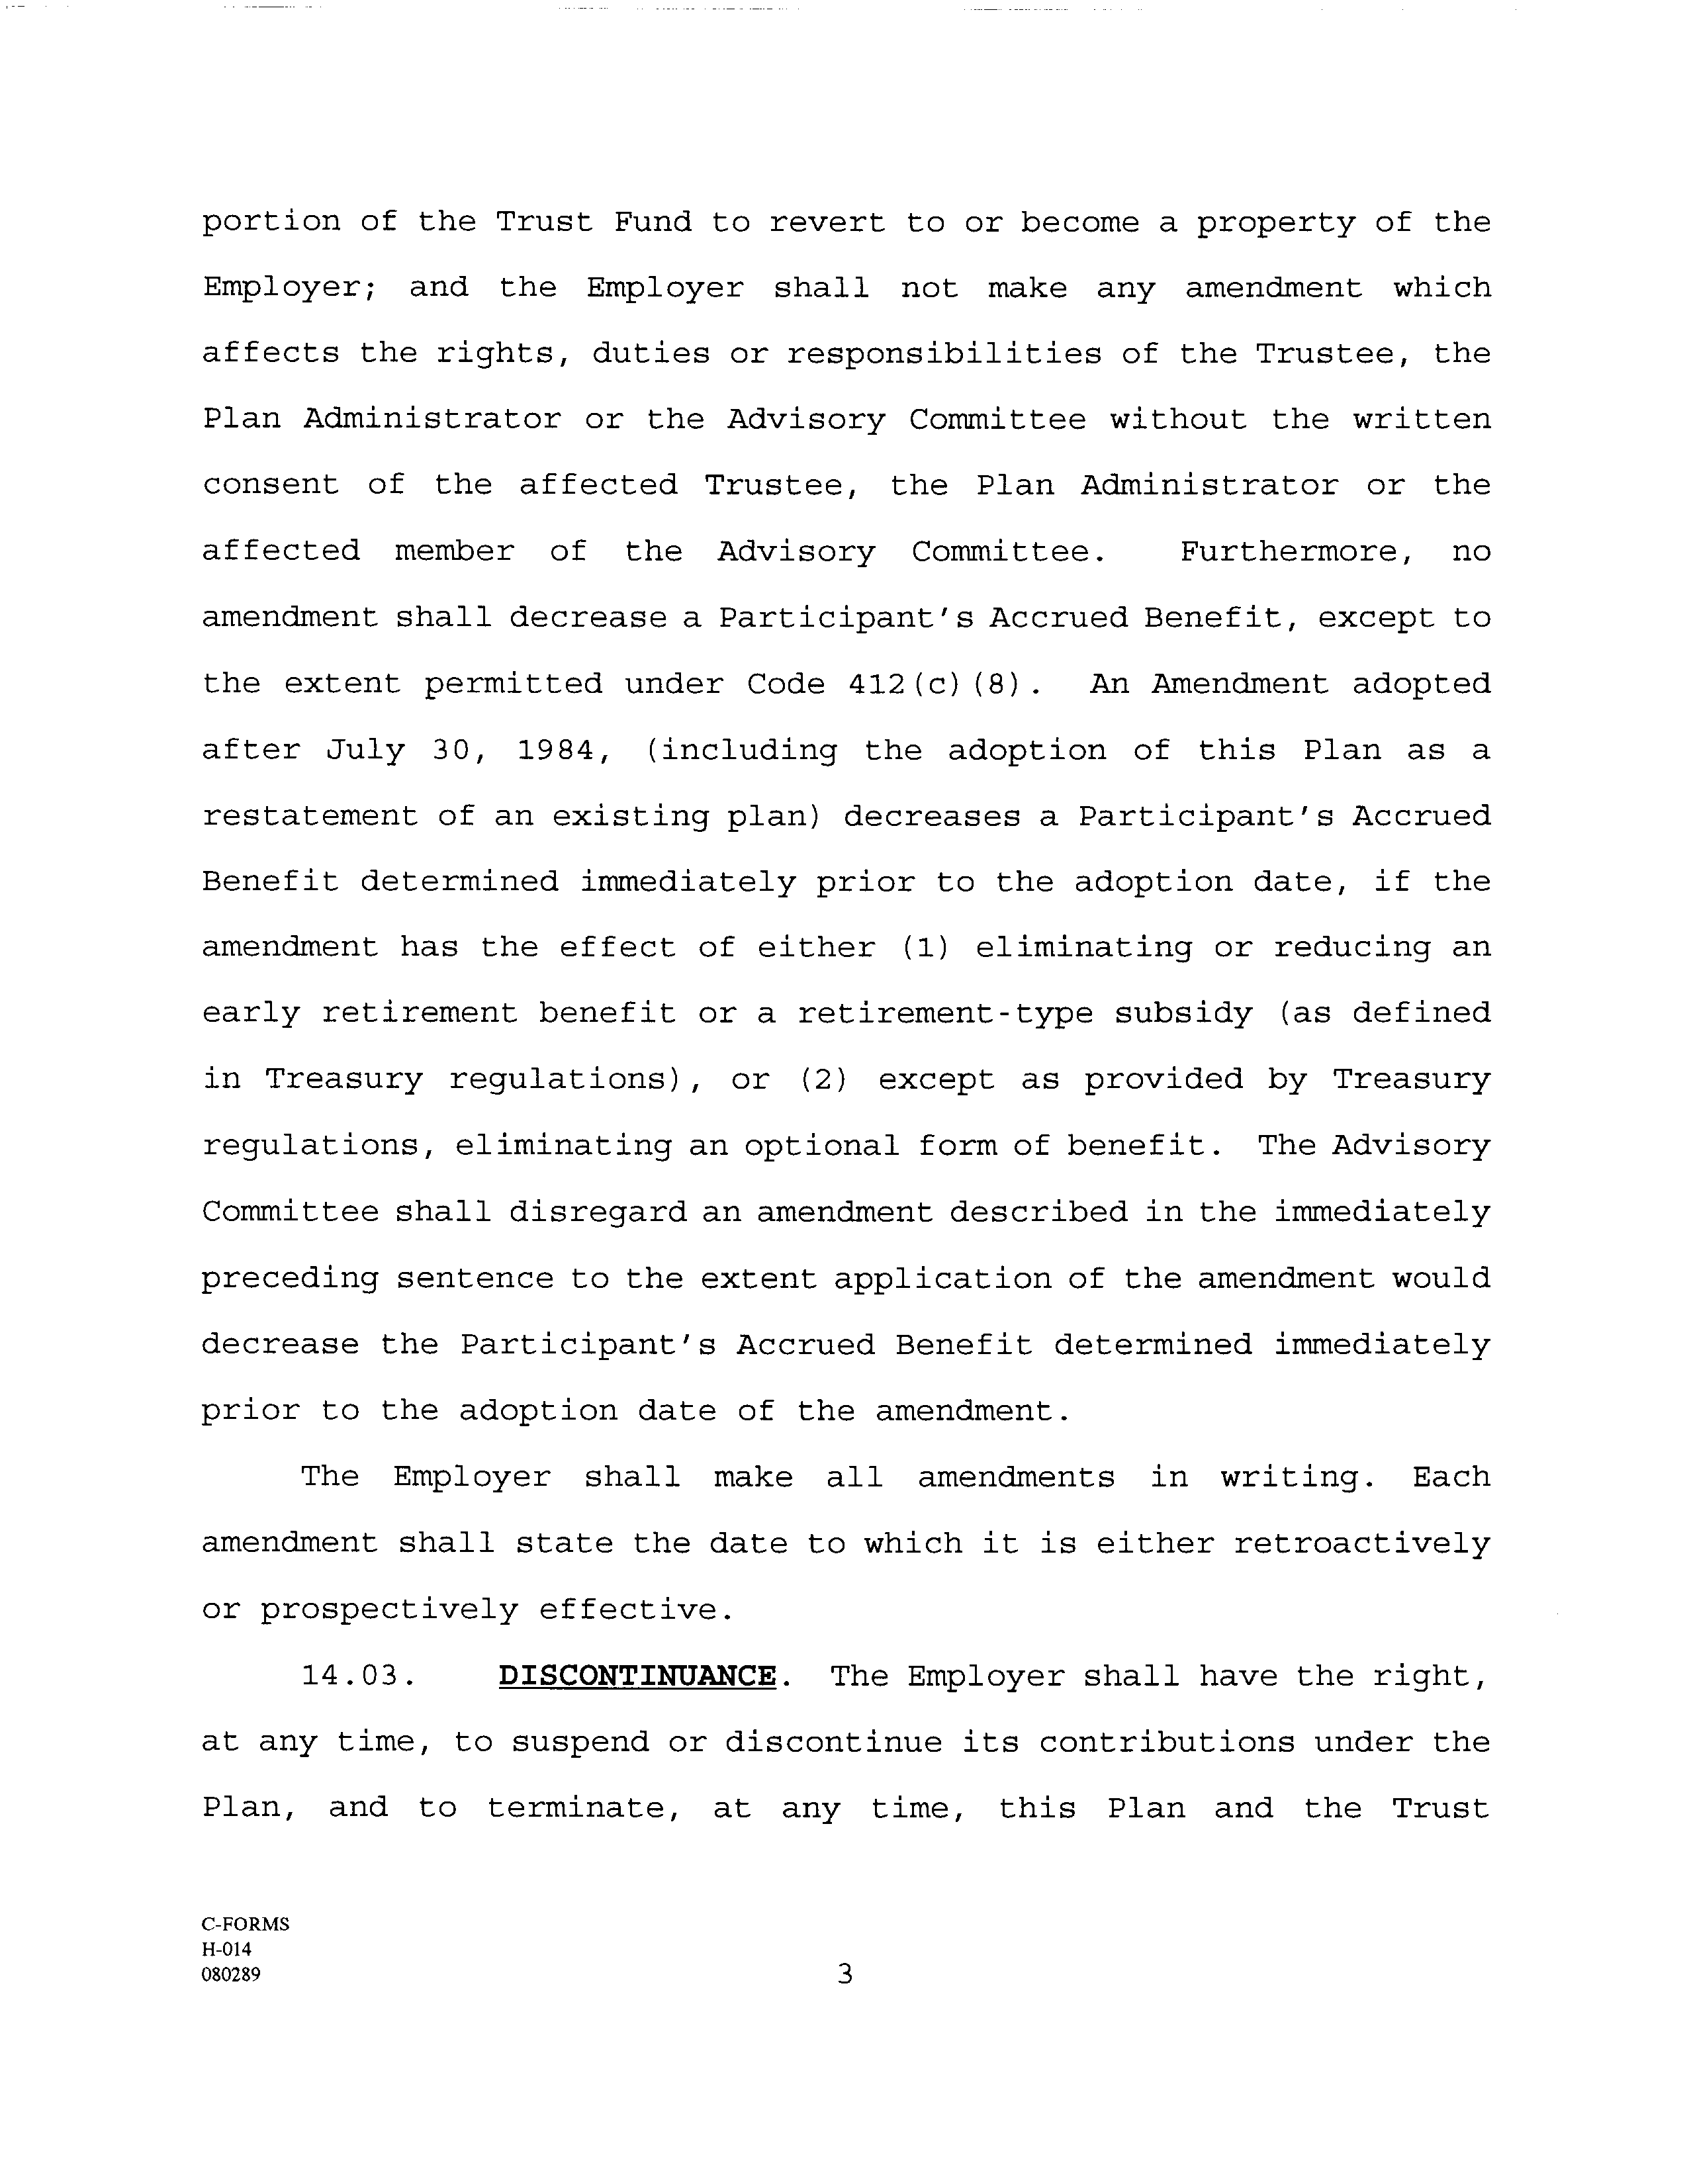 portion of the Trust Fund to revert to or become a property of the
Employer; and the Employer shall not make any amendment which
affects the rights, duties or responsibilities of the Trustee, the
Plan Administrator or the Advisory Committee without the written
consent of the affected Trustee, the Plan Administrator or the
affected member of the Advisory Committee. Furthermore, no
amendment shall decrease a Participant's Accrued Benefit, except to
the extent permitted under Code 412(c)(8). An Amendment adopted
after July 30, 1984, (including the adoption of this Plan as a
restatement of an existing plan) decreases a Participant's Accrued
Benefit determined immediately prior to the adoption date, if the
amendment has the effect of either (1) eliminating or reducing an
early retirement benefit or a retirement-type subsidy (as defined
in Treasury regulations), or (2) except as provided by Treasury
regulations, eliminating an optional form of benefit. The Advisory
Committee shall disregard an amendment described in the immediately
preceding sentence to the extent application of the amendment would
decrease the Participant's Accrued Benefit determined immediately
prior to the adoption date of the amendment.
The Employer shall make all amendments in writing. Each
amendment shall state the date to which it is either retroactively
or prospectively effective.
14.03. DISCONTINUANCE. The Employer shall have the right,
at any time, to suspend or discontinue its contributions under the
Plan, and to terminate, at any time, this Plan and the Trust
C-FORMS
H-014
080289
3